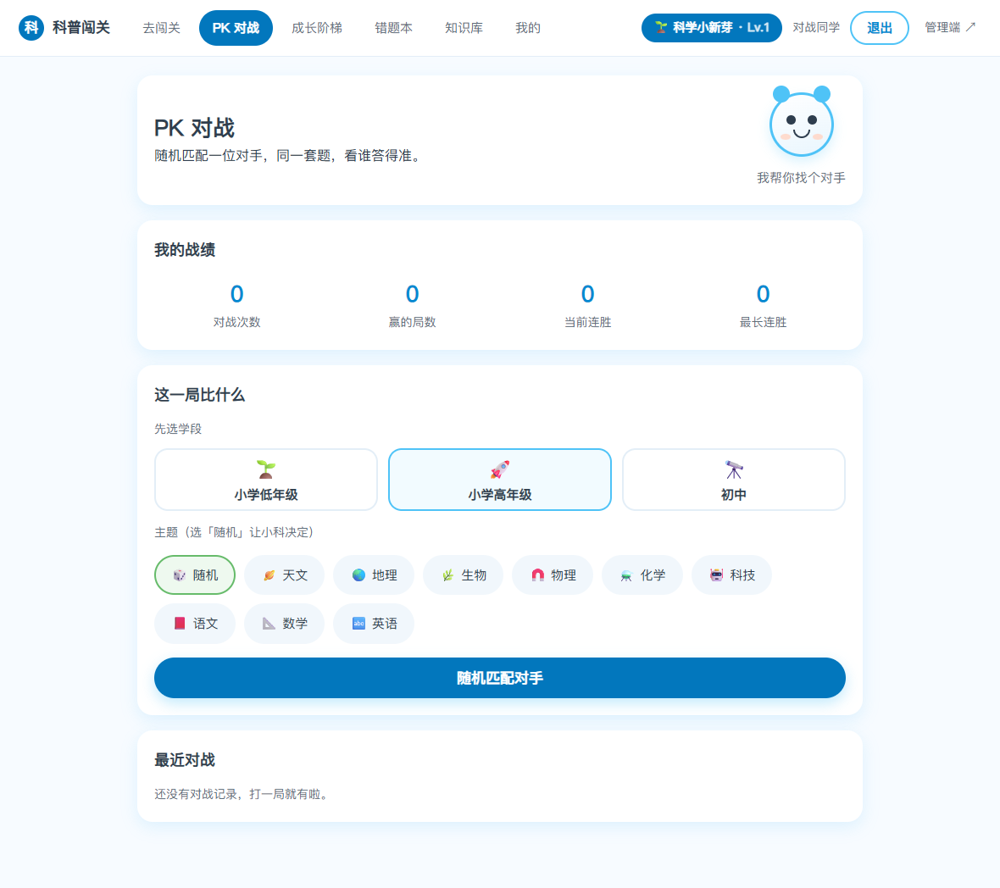 科 科普闯关 去闯关 PK 对战 成长阶梯 错题本 知识库 我的 科学小新芽 · Lv.1 对战同学 退出 管理端 ↗
PK 对战
随机匹配一位对手，同一套题，看谁答得准。
我帮你找个对手
我的战绩
0 0 0 0
对战次数 赢的局数 当前连胜 最长连胜
这一局比什么
先选学段
小学低年级 小学高年级 初中
主题（选「随机」让小科决定）
随机 天文 地理 生物 物理 化学 科技
语文 数学 abc 英语
随机匹配对手
最近对战
还没有对战记录，打一局就有啦。